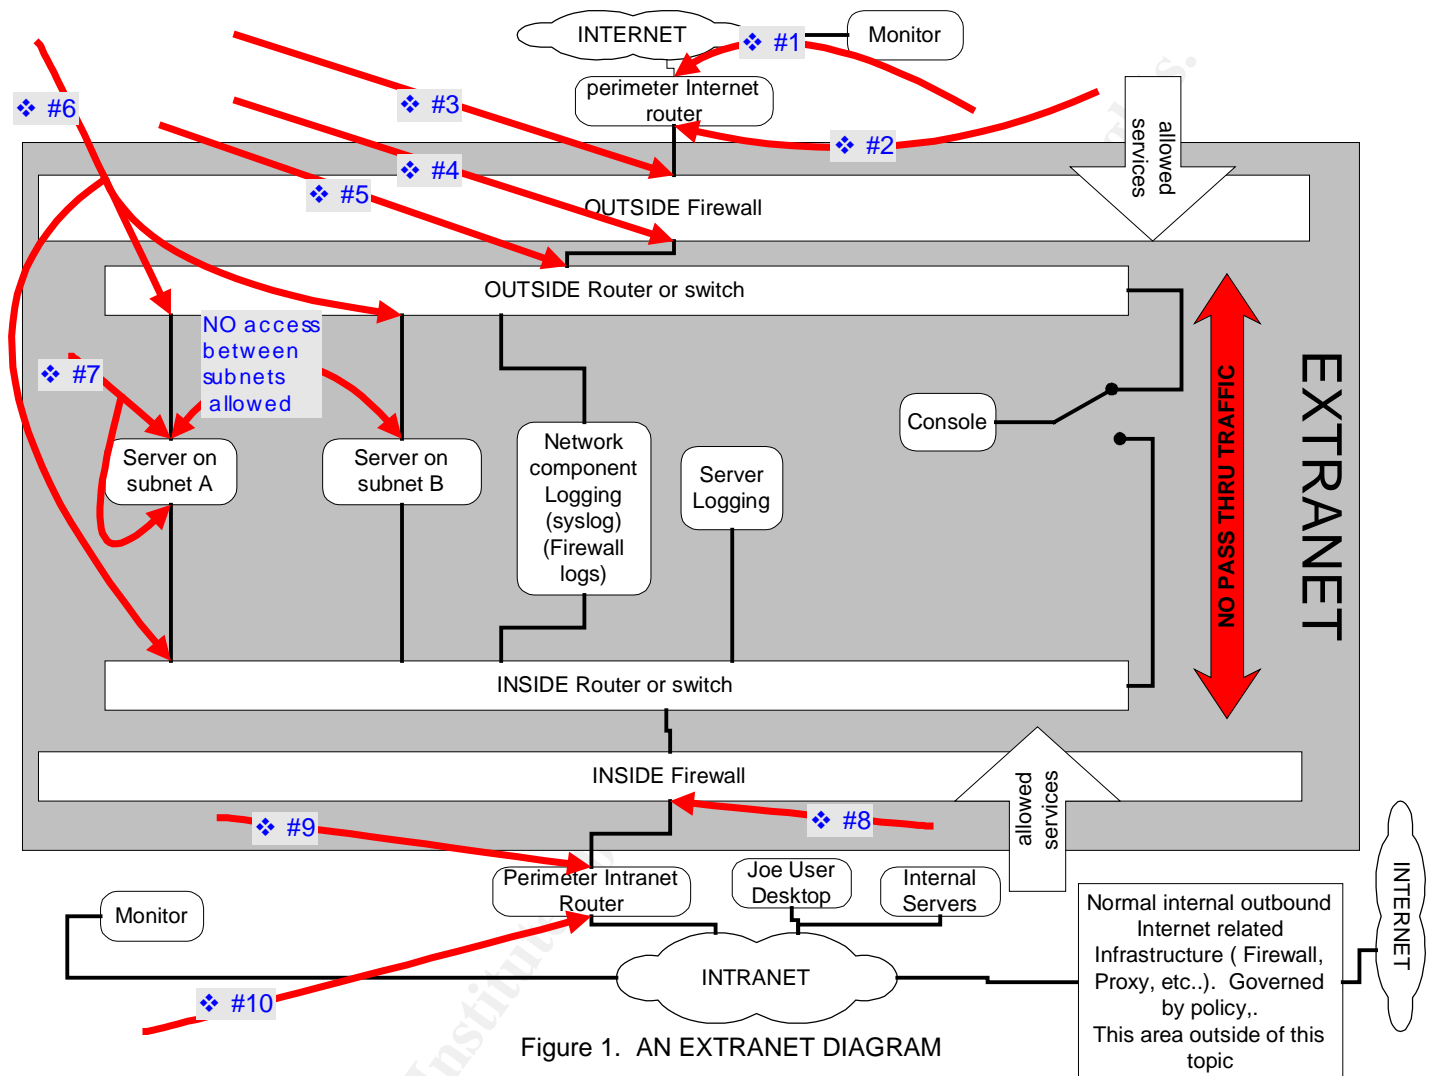 INTERNET
Monitor
❖ #1
perimeter Internet
router
❖ #2
❖ #3
❖ #4
❖ #5
❖ #6
allowed
services
OUTSIDE Firewall
OUTSIDE Router or switch
NO access
between
subnets
allowed
❖ #7
Server on
subnet A
Server on
subnet B
Network
component
Logging
(syslog)
(Firewall
logs)
Server
Logging
Console
NO PASS THRU TRAFFIC
EXTRANET
INSIDE Router or switch
INSIDE Firewall
allowed
services
❖ #8
❖ #9
Perimeter Intranet
Router
Joe User
Desktop
Internal
Servers
Monitor
❖ #10
INTRANET
Normal internal outbound
Internet related
Infrastructure ( Firewall,
Proxy, etc..). Governed
by policy,.
This area outside of this
topic
INTERNET
Figure 1. AN EXTRANET DIAGRAM
Institut